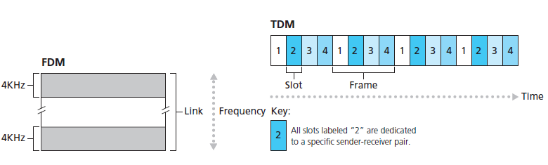 TDM
1 2 3 4 1 2 3 4 1 2 3 4 1 2 3 4
FDM
Slot Frame
4KHz
Link
Frequency
Time
Key:
2
All slots labeled “2” are dedicated
to a specific sender-receiver pair.
4KHz